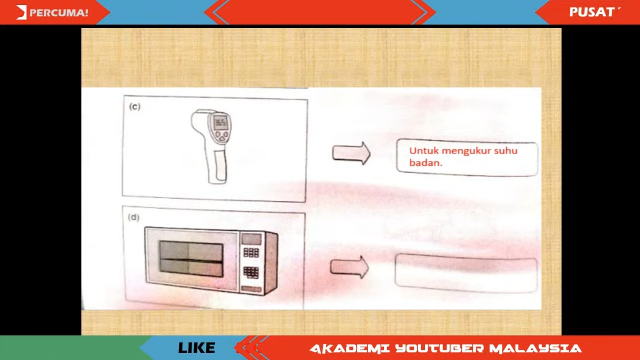 PERCUMA!
PUSAT
(c)
Untuk mengukur suhu
badan.
(d)
LIKE
AKADEMI YOUTUBER MALAYSIA